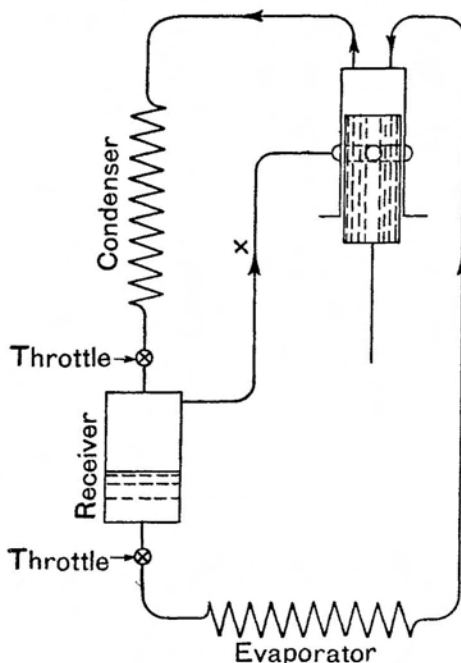 Condenser
x
Throttle
Receiver
Throttle
Evaporator